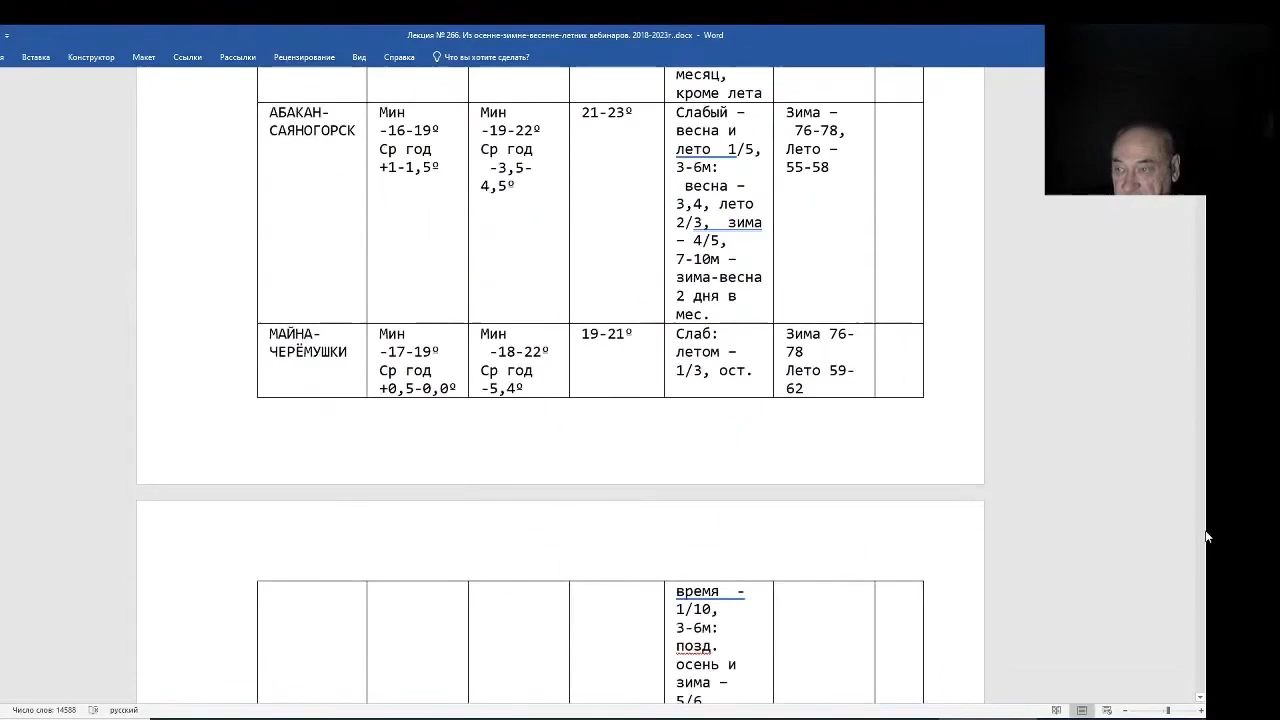 Лекция № 266. Из осенне-зимне-весенне-летних вебинаров. 2018-2023г..docx - Word
Вставка Конструктор Макет Ссылки Рассылки Рецензирование Вид Справка Что вы хотите сделать?
месяц,
кроме лета
АБАКАН-
САЯНОГОРСК
Мин
-16-19º
Ср год
+1-1,5º
Мин
-19-22º
Ср год
-3,5-
4,5º
21-23º
Слабый –
весна и
лето 1/5,
3-6м:
весна –
3,4, лето
2/3, зима
– 4/5,
7-10м –
зима-весна
2 дня в
мес.
Зима –
76-78,
Лето –
55-58
МАЙНА-
ЧЕРЁМУШКИ
Мин
-17-19º
Ср год
+0,5-0,0º
Мин
-18-22º
Ср год
-5,4º
19-21º
Слаб:
летом –
1/3, ост.
Зима 76-
78
Лето 59-
62
время -
1/10,
3-6м:
позд.
осень и
зима –
5/6
Число слов: 14588 русский